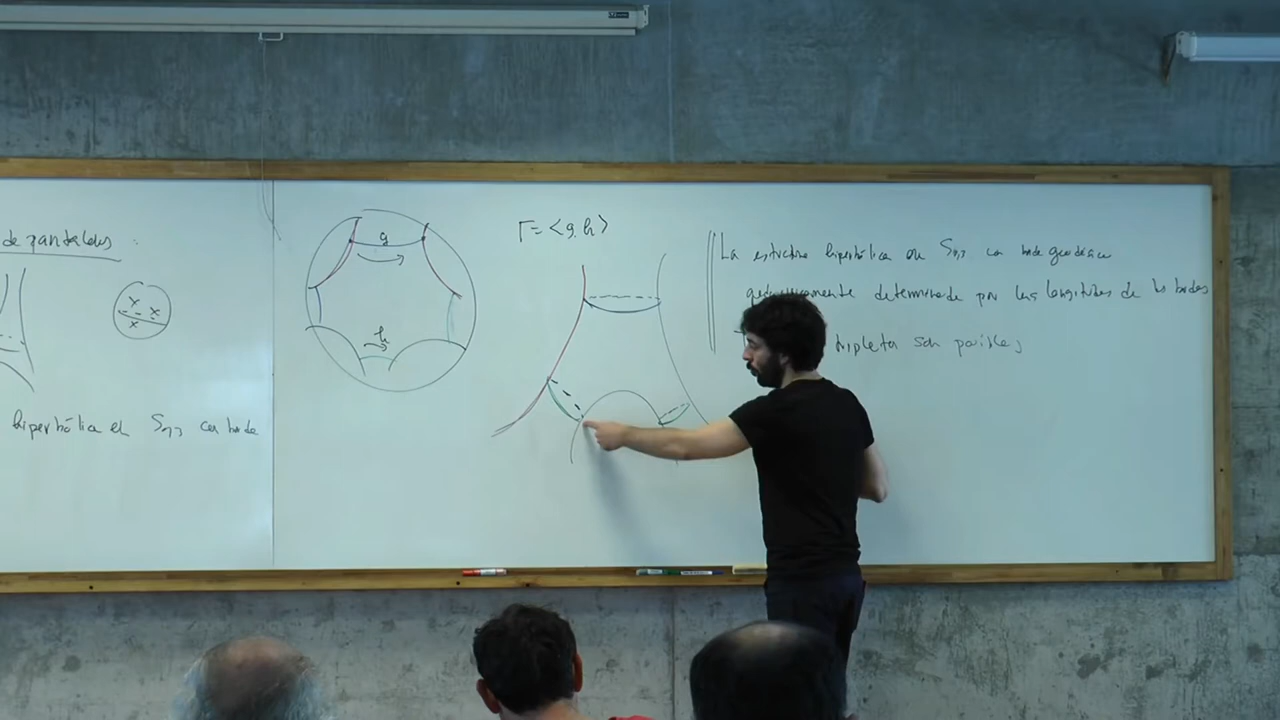 de pantalones :
hiperbólica en S₀,₃ con borde
g
h
Γ = <g, h>
La estructura hiperbólica en S₀,₃ con borde geodésico
determinada por las longitudes de los bordes
tripleta son posibles